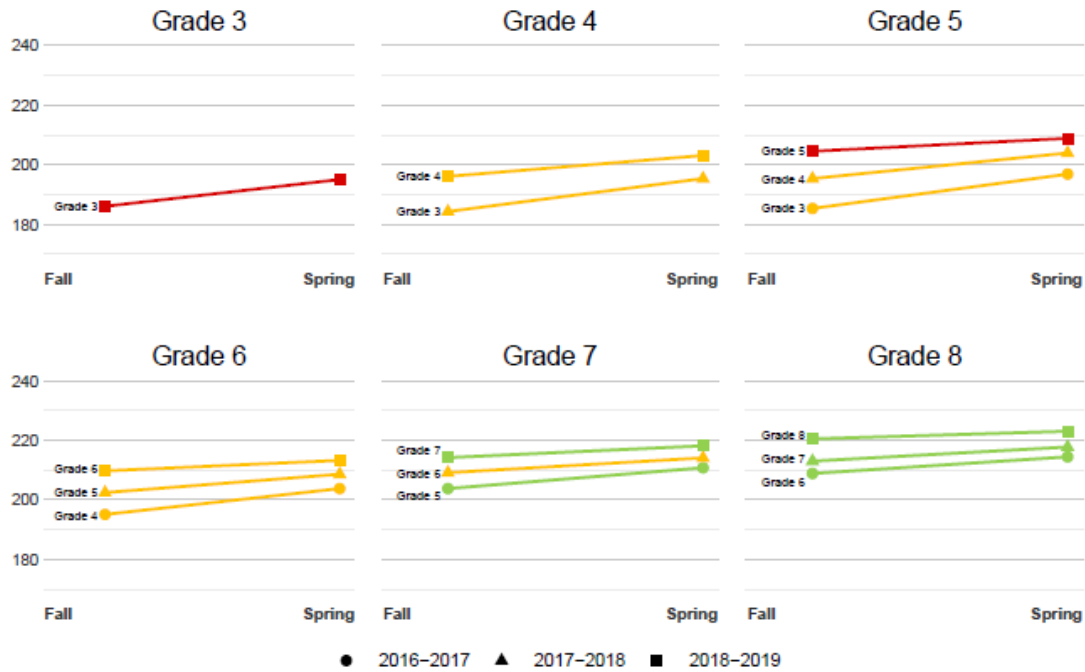 Grade 3 Grade 4 Grade 5
240
220
200
180
Grade 3
Grade 4
Grade 3
Grade 5
Grade 4
Grade 3
Fall Spring Fall Spring Fall Spring
Grade 6 Grade 7 Grade 8
240
220
200
180
Grade 6
Grade 5
Grade 4
Grade 7
Grade 6
Grade 5
Grade 8
Grade 7
Grade 6
Fall Spring Fall Spring Fall Spring
2016–2017 2017–2018 2018–2019